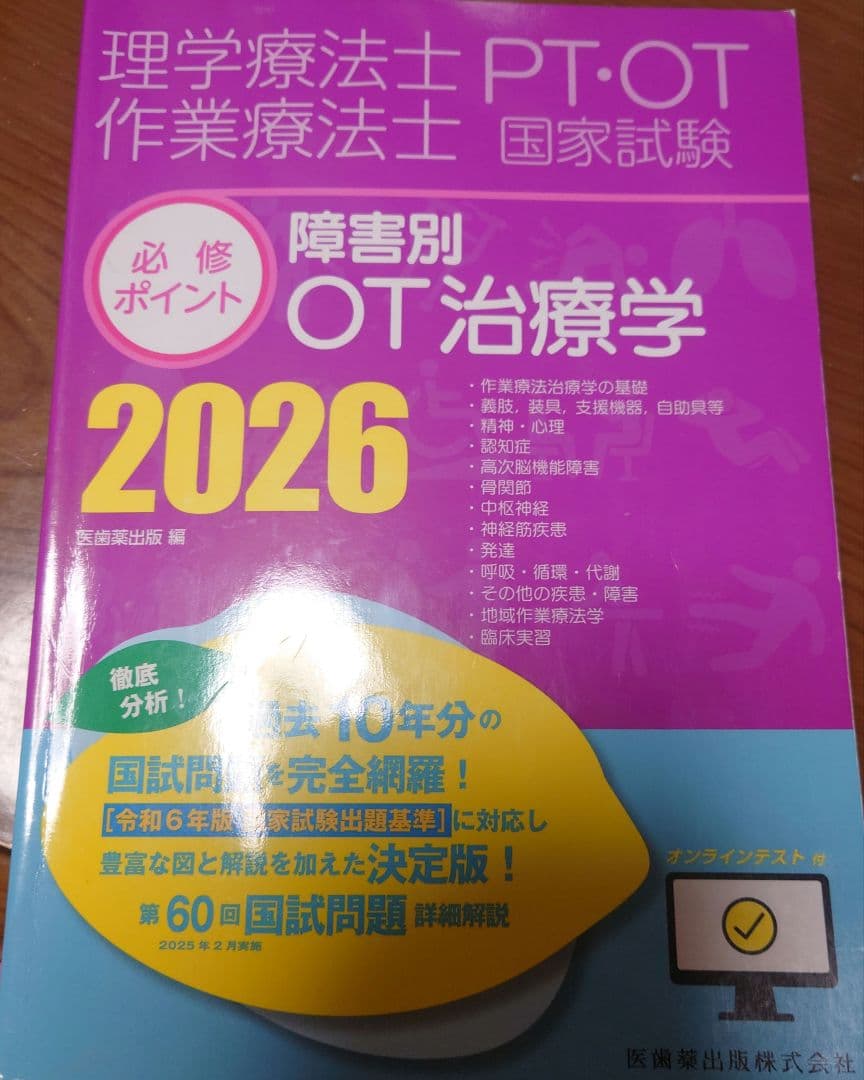 理学療法士 PT・OT
作業療法士 国家試験
必修
ポイント
障害別
OT治療学
2026
医歯薬出版 編
・作業療法治療学の基礎
・義肢，装具，支援機器，自助具等
・精神・心理
・認知症
・高次脳機能障害
・骨関節
・中枢神経
・神経筋疾患
・発達
・呼吸・循環・代謝
・その他の疾患・障害
・地域作業療法学
・臨床実習
徹底
分析！
過去10年分の
国試問 を完全網羅！
[令和6年版 家試験出題基準]に対応し
豊富な図と解説を加えた決定版！
第60回国試問題 詳細解説
2025年2月実施
オンラインテスト 付
医歯薬出版株式会社